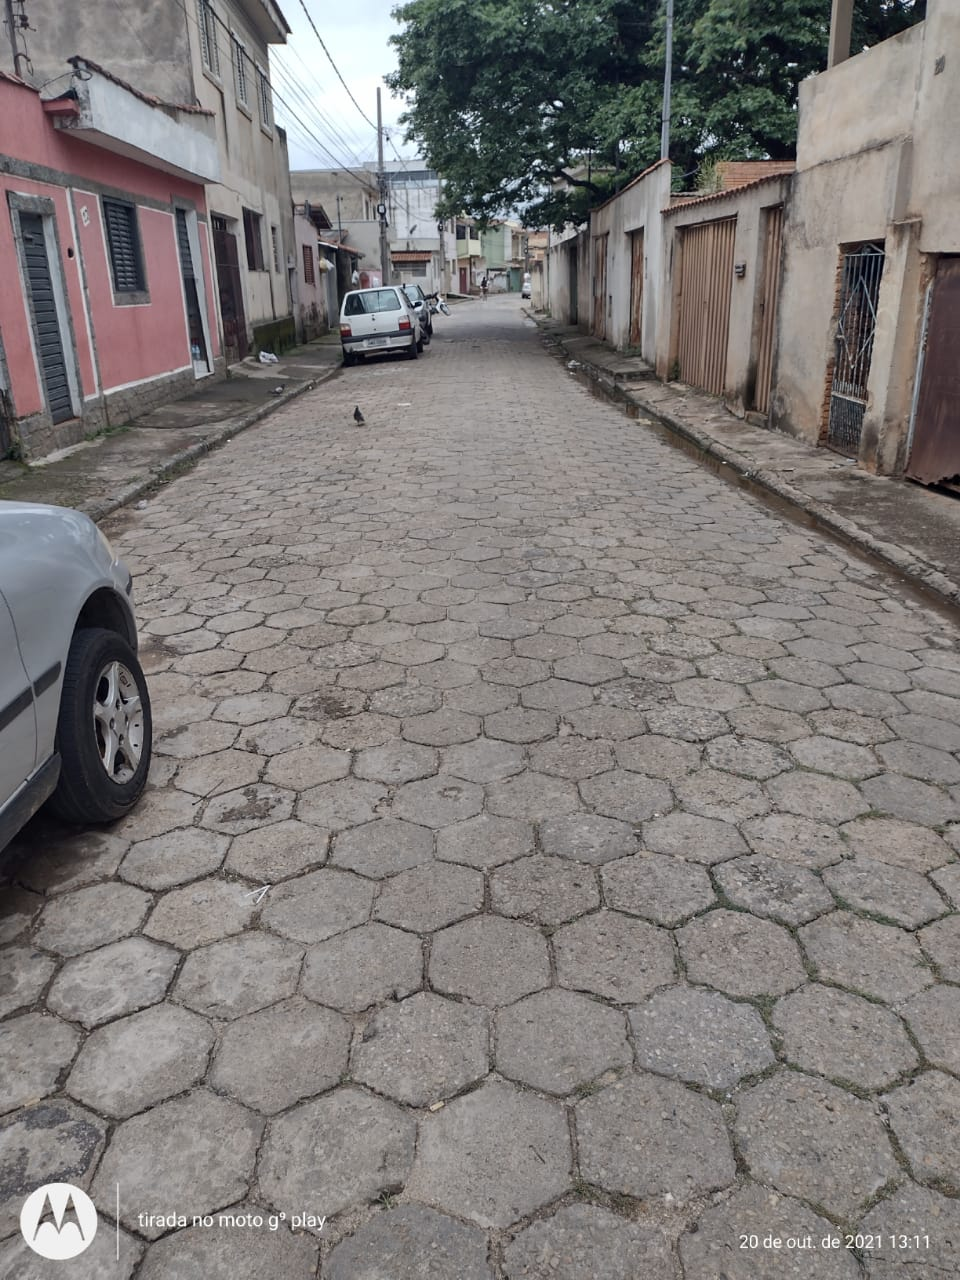 tirada no moto g⁹ play
20 de out. de 2021 13:11